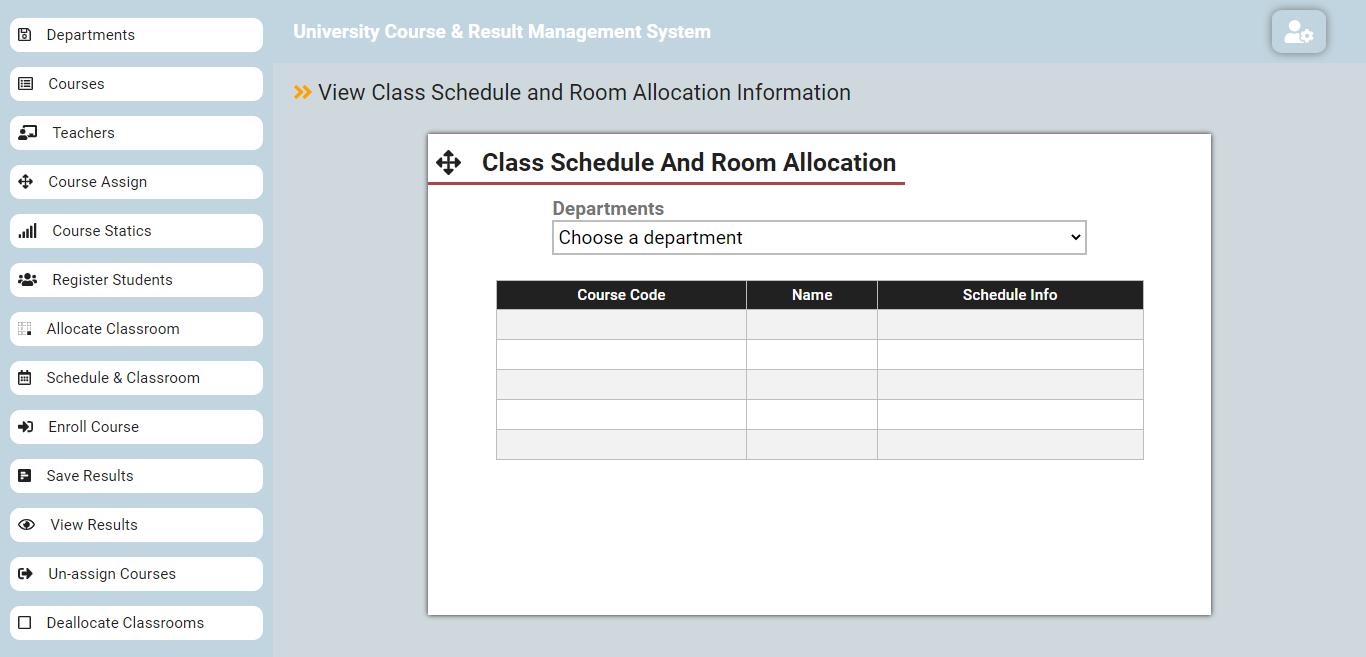 Departments
Courses
Teachers
Course Assign
Course Statics
Register Students
Allocate Classroom
Schedule & Classroom
Enroll Course
Save Results
View Results
Un-assign Courses
Deallocate Classrooms
University Course & Result Management System
View Class Schedule and Room Allocation Information
Class Schedule And Room Allocation
Departments
Choose a department
Course Code Name Schedule Info